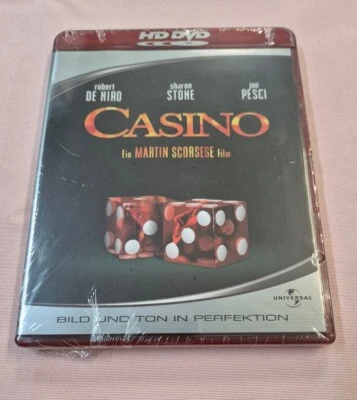 HD DVD
robert DE NIRO
sharon STONE
joe PESCI
CASINO
Ein MARTIN SCORSESE Film
UNIVERSAL
BILD UND TON IN PERFEKTION